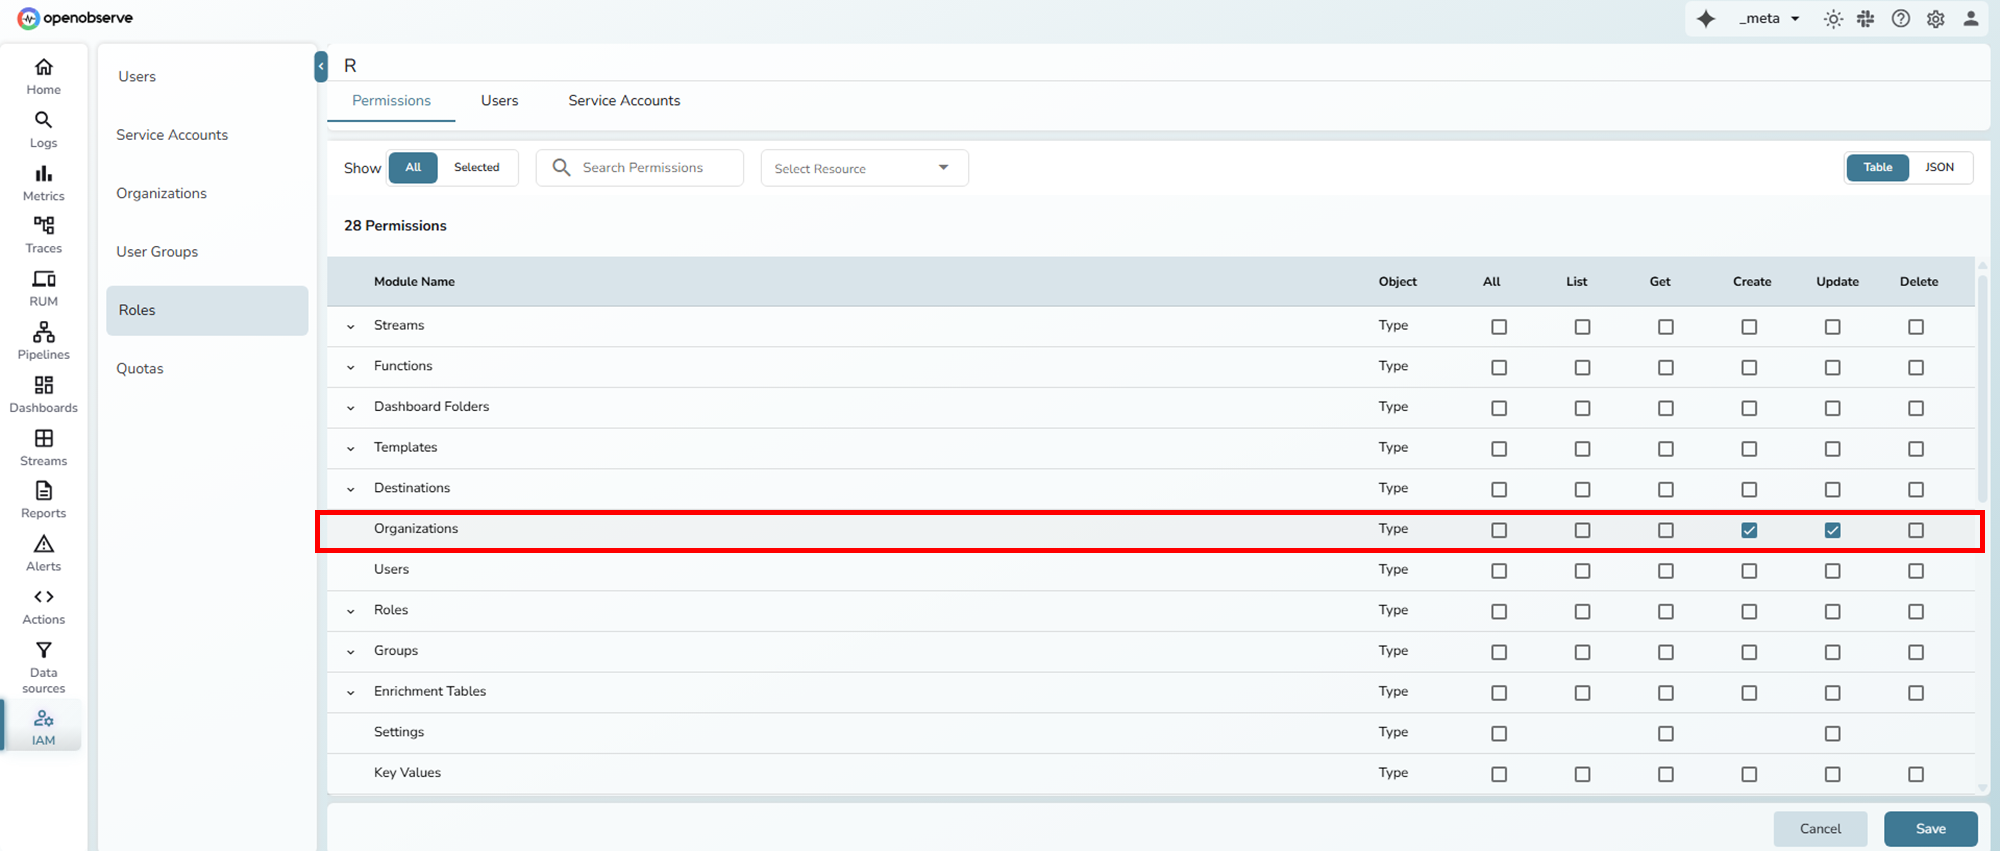 openobserve
_meta
Home
Logs
Metrics
Traces
RUM
Pipelines
Dashboards
Streams
Reports
Alerts
Actions
Data
sources
IAM
Users
Service Accounts
Organizations
User Groups
Roles
Quotas
R
Permissions Users Service Accounts
Show All Selected Search Permissions Select Resource Table JSON
28 Permissions
Module Name Object All List Get Create Update Delete
Streams Type
Functions Type
Dashboard Folders Type
Templates Type
Destinations Type
Organizations Type
Users Type
Roles Type
Groups Type
Enrichment Tables Type
Settings Type
Key Values Type
Cancel Save